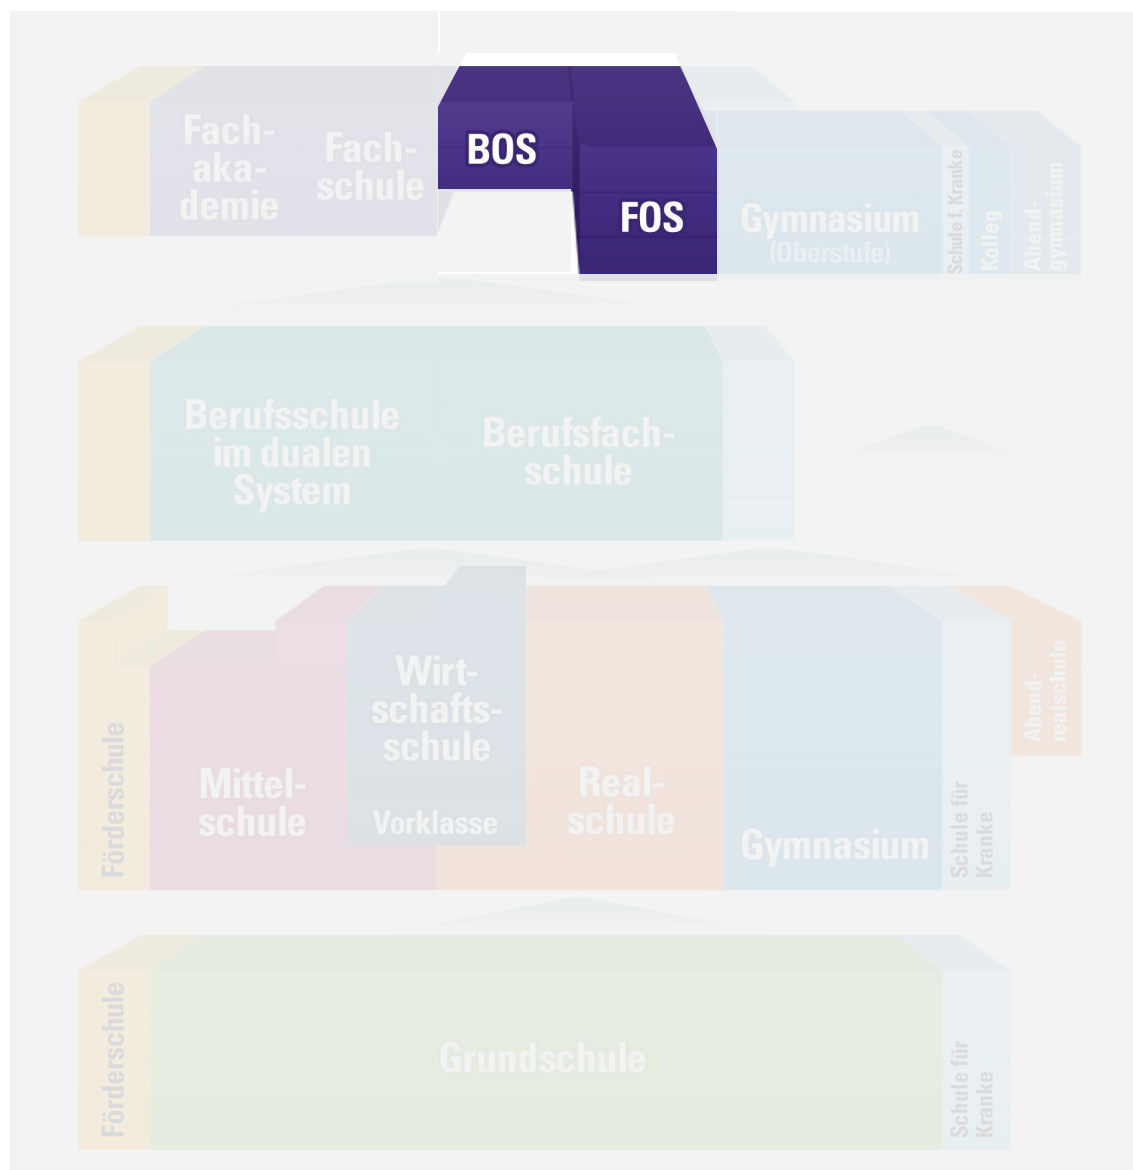 Fach-
aka-
demie
Fach-
schule
BOS
FOS
Gymnasium
(Oberstufe)
Schule f. Kranke
Kolleg
Abend-
gymnasium
Berufsschule
im dualen
System
Berufsfach-
schule
Förderschule
Mittel-
schule
Wirt-
schafts-
schule
Vorklasse
Real-
schule
Gymnasium
Schule für
Kranke
Abend-
realschule
Förderschule
Grundschule
Schule für
Kranke